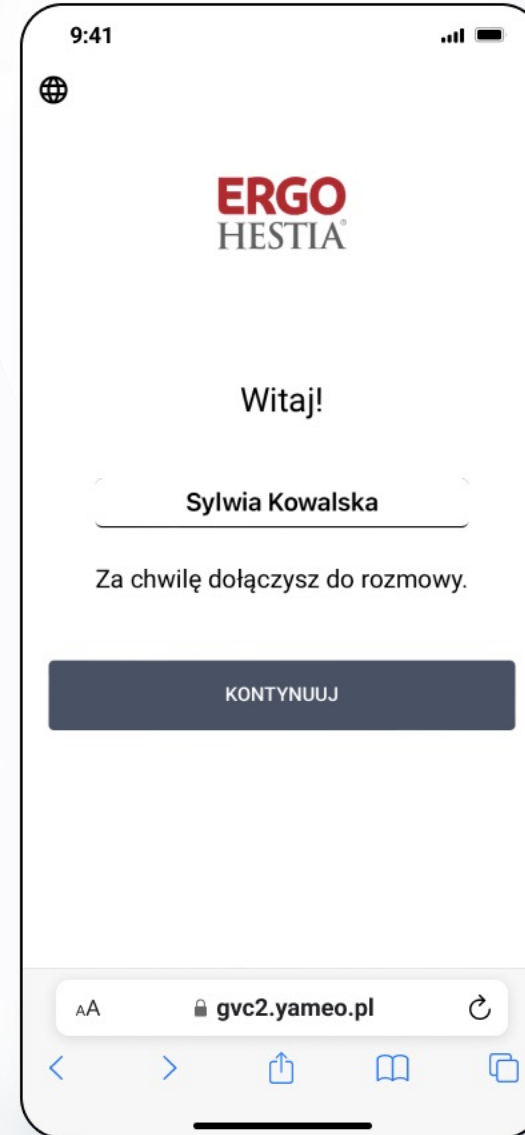 9:41
ERGO
HESTIA®
Witaj!
Sylwia Kowalska
Za chwilę dołączysz do rozmowy.
KONTYNUUJ
AA gvc2.yameo.pl